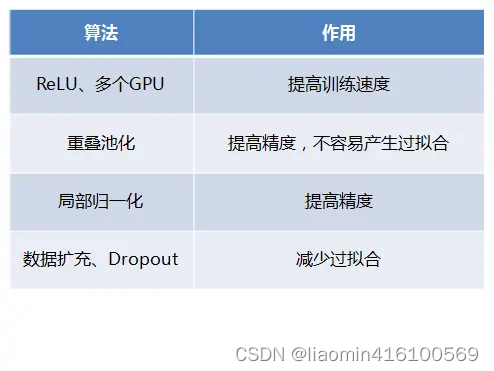 算法 作用
ReLU、多个GPU 提高训练速度
重叠池化 提高精度，不容易产生过拟合
局部归一化 提高精度
数据扩充、Dropout 减少过拟合
CSDN @liaomin416100569